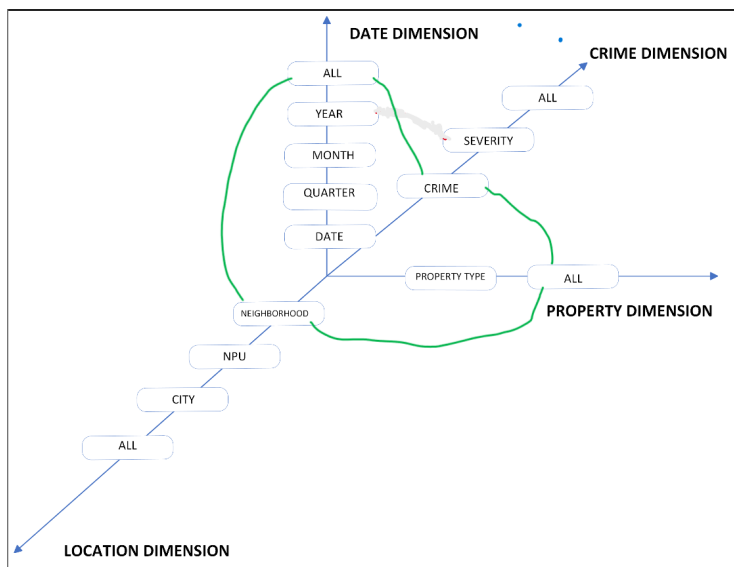 DATE DIMENSION
CRIME DIMENSION
ALL
ALL
YEAR
SEVERITY
MONTH
CRIME
QUARTER
DATE
PROPERTY TYPE
ALL
PROPERTY DIMENSION
NEIGHBORHOOD
NPU
CITY
ALL
LOCATION DIMENSION